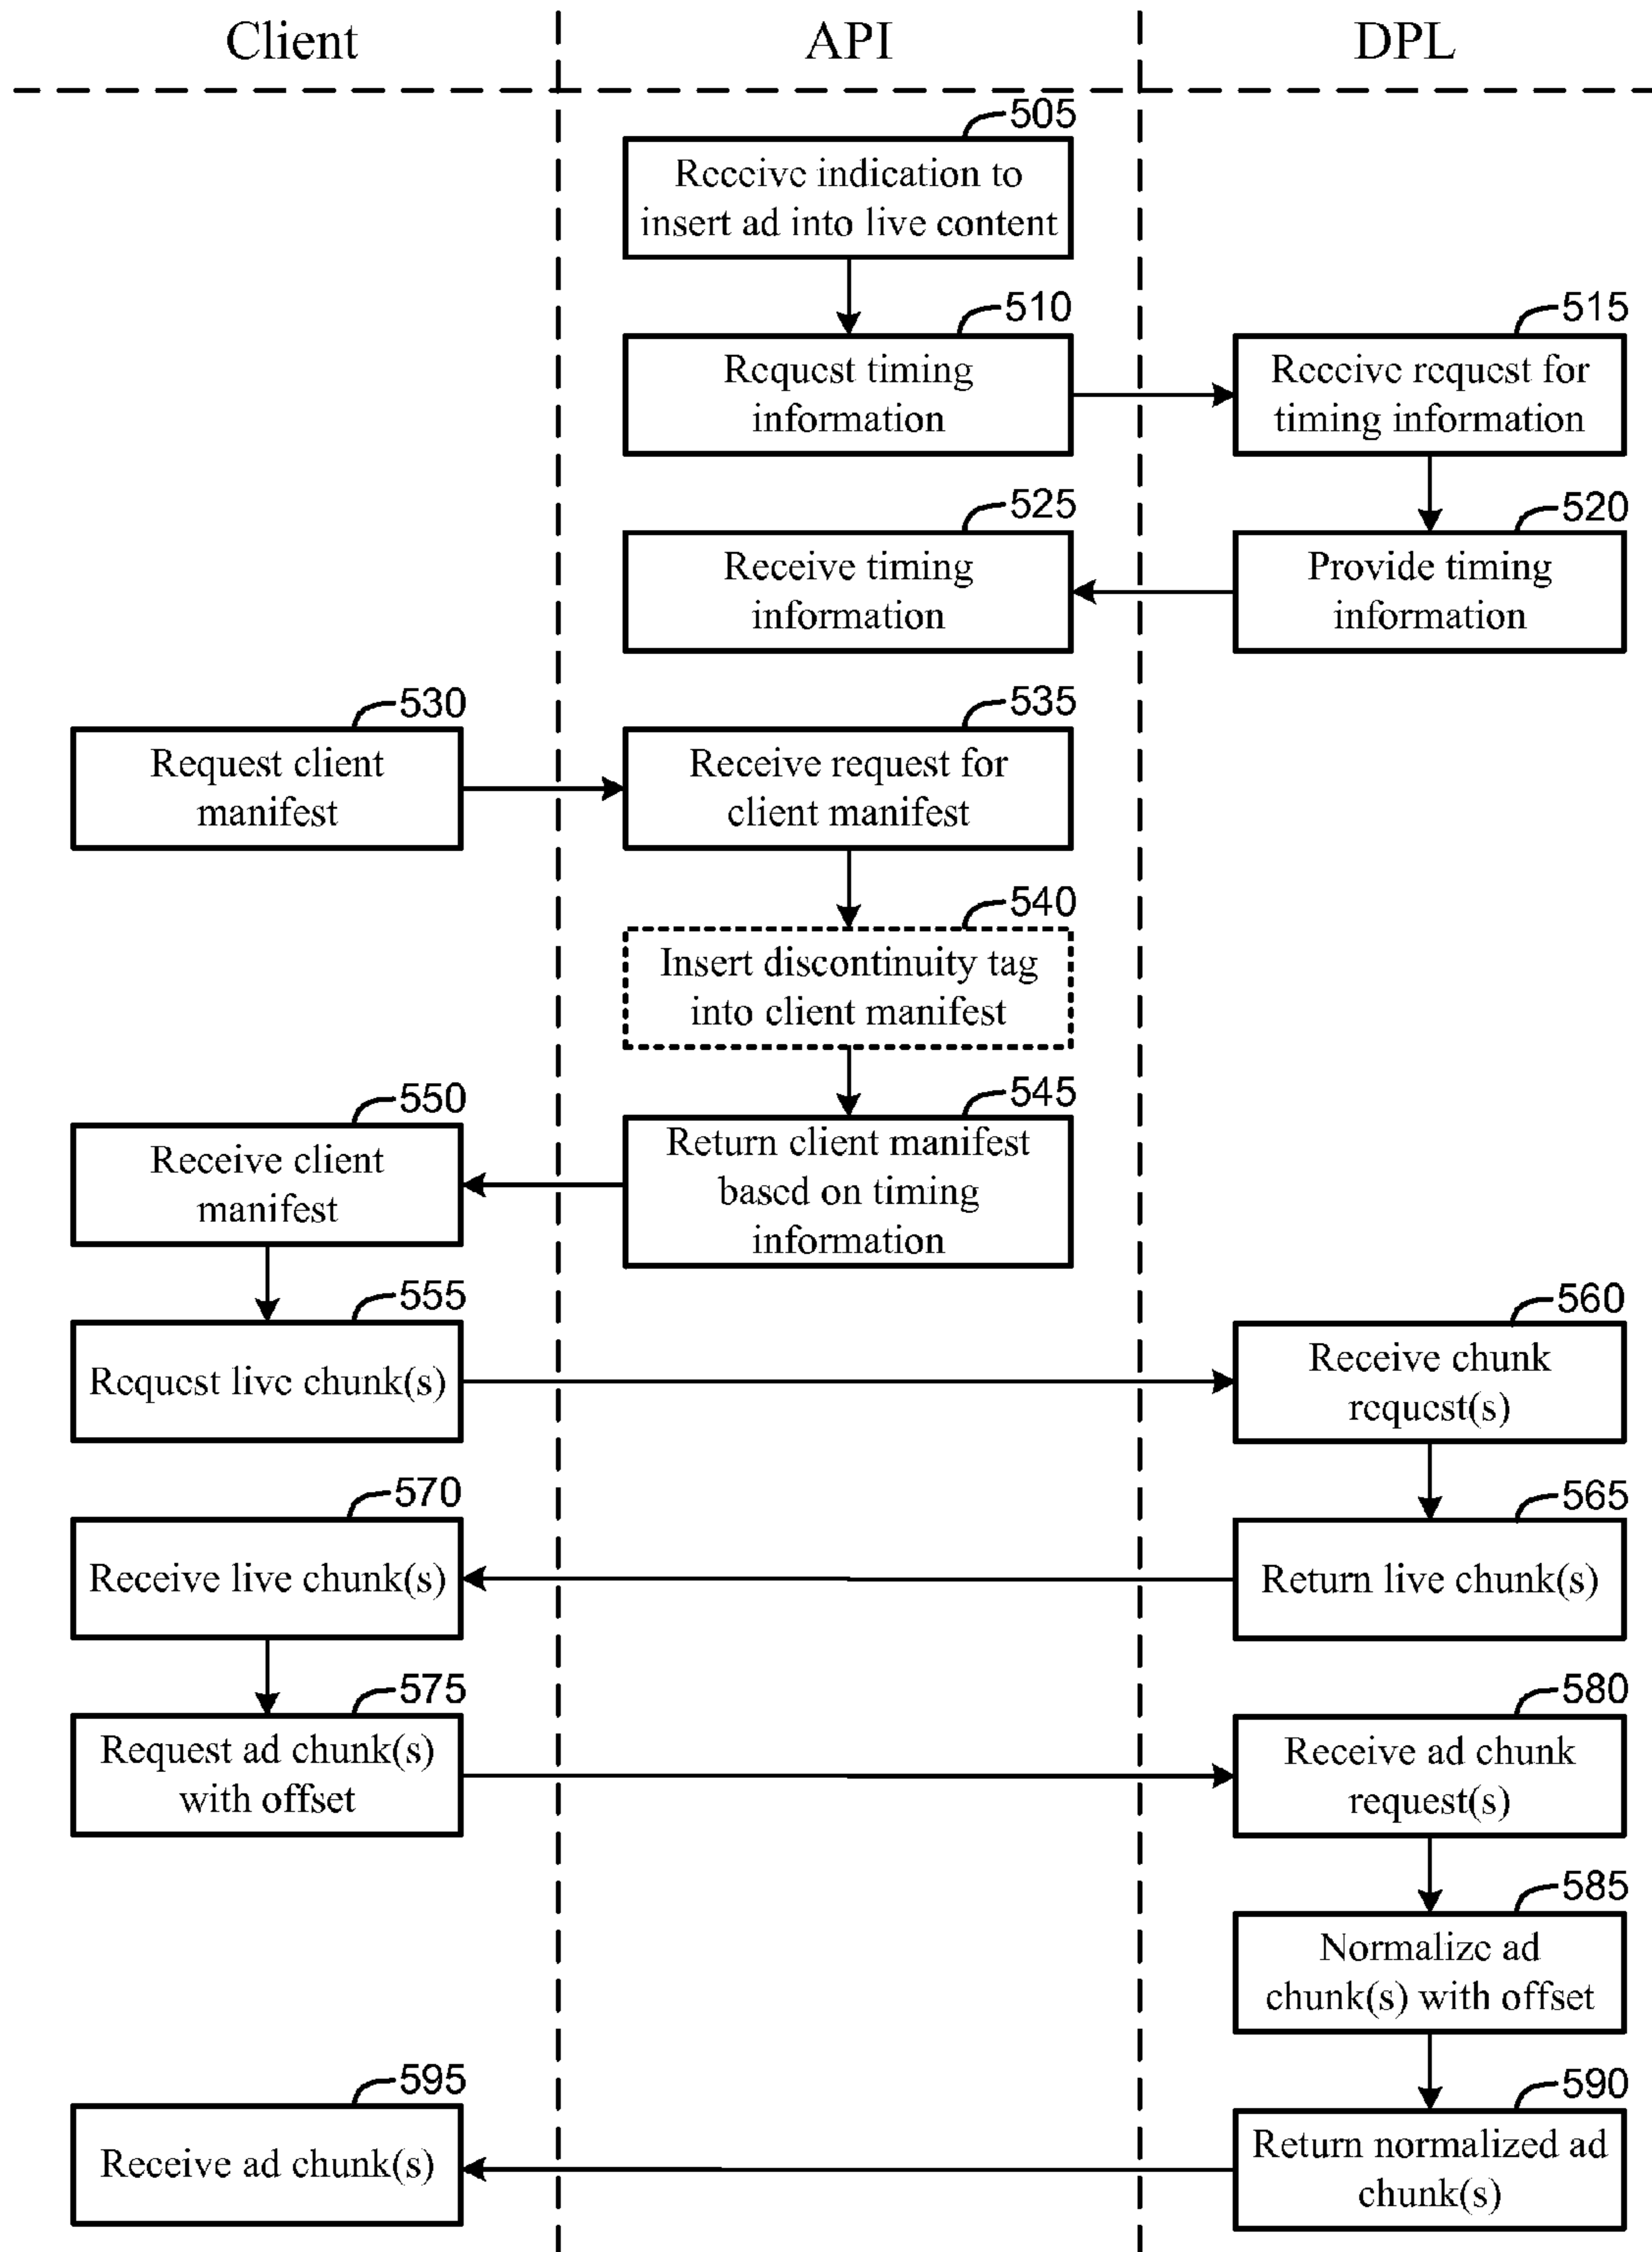 Client
API
DPL
505
Receive indication to
insert ad into live content
510
Request timing
information
515
Receive request for
timing information
525
Receive timing
information
520
Provide timing
information
530
Request client
manifest
535
Receive request for
client manifest
540
Insert discontinuity tag
into client manifest
550
Receive client
manifest
545
Return client manifest
based on timing
information
555
Request live chunk(s)
560
Receive chunk
request(s)
570
Receive live chunk(s)
565
Return live chunk(s)
575
Request ad chunk(s)
with offset
580
Receive ad chunk
request(s)
585
Normalize ad
chunk(s) with offset
595
Receive ad chunk(s)
590
Return normalized ad
chunk(s)